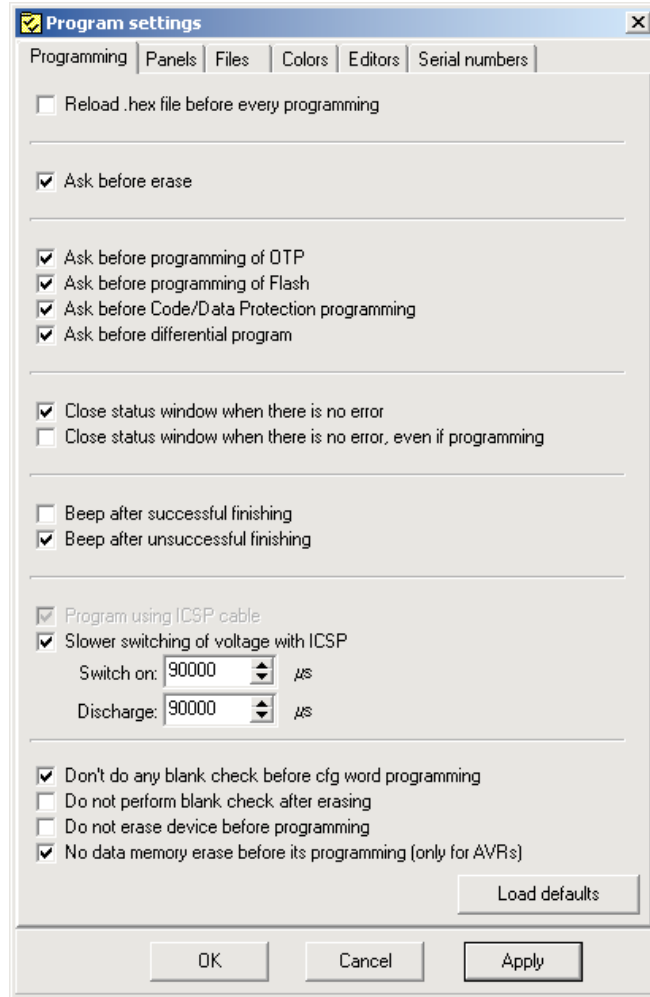 Program settings
Programming Panels Files Colors Editors Serial numbers
Reload .hex file before every programming
Ask before erase
Ask before programming of OTP
Ask before programming of Flash
Ask before Code/Data Protection programming
Ask before differential program
Close status window when there is no error
Close status window when there is no error, even if programming
Beep after successful finishing
Beep after unsuccessful finishing
Program using ICSP cable
Slower switching of voltage with ICSP
Switch on: 90000 µs
Discharge: 90000 µs
Don't do any blank check before cfg word programming
Do not perform blank check after erasing
Do not erase device before programming
No data memory erase before its programming (only for AVRs)
Load defaults
OK Cancel Apply